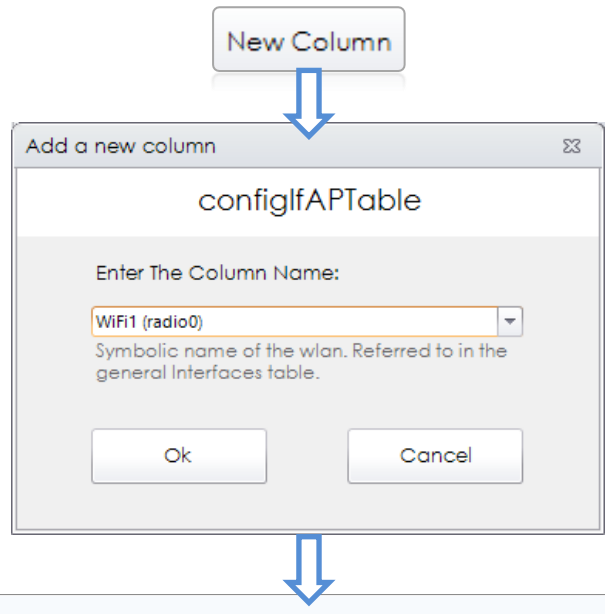 New Column
Add a new column
configIfAPTable
Enter The Column Name:
WiFi1 (radio0)
Symbolic name of the wlan. Referred to in the
general Interfaces table.
Ok
Cancel